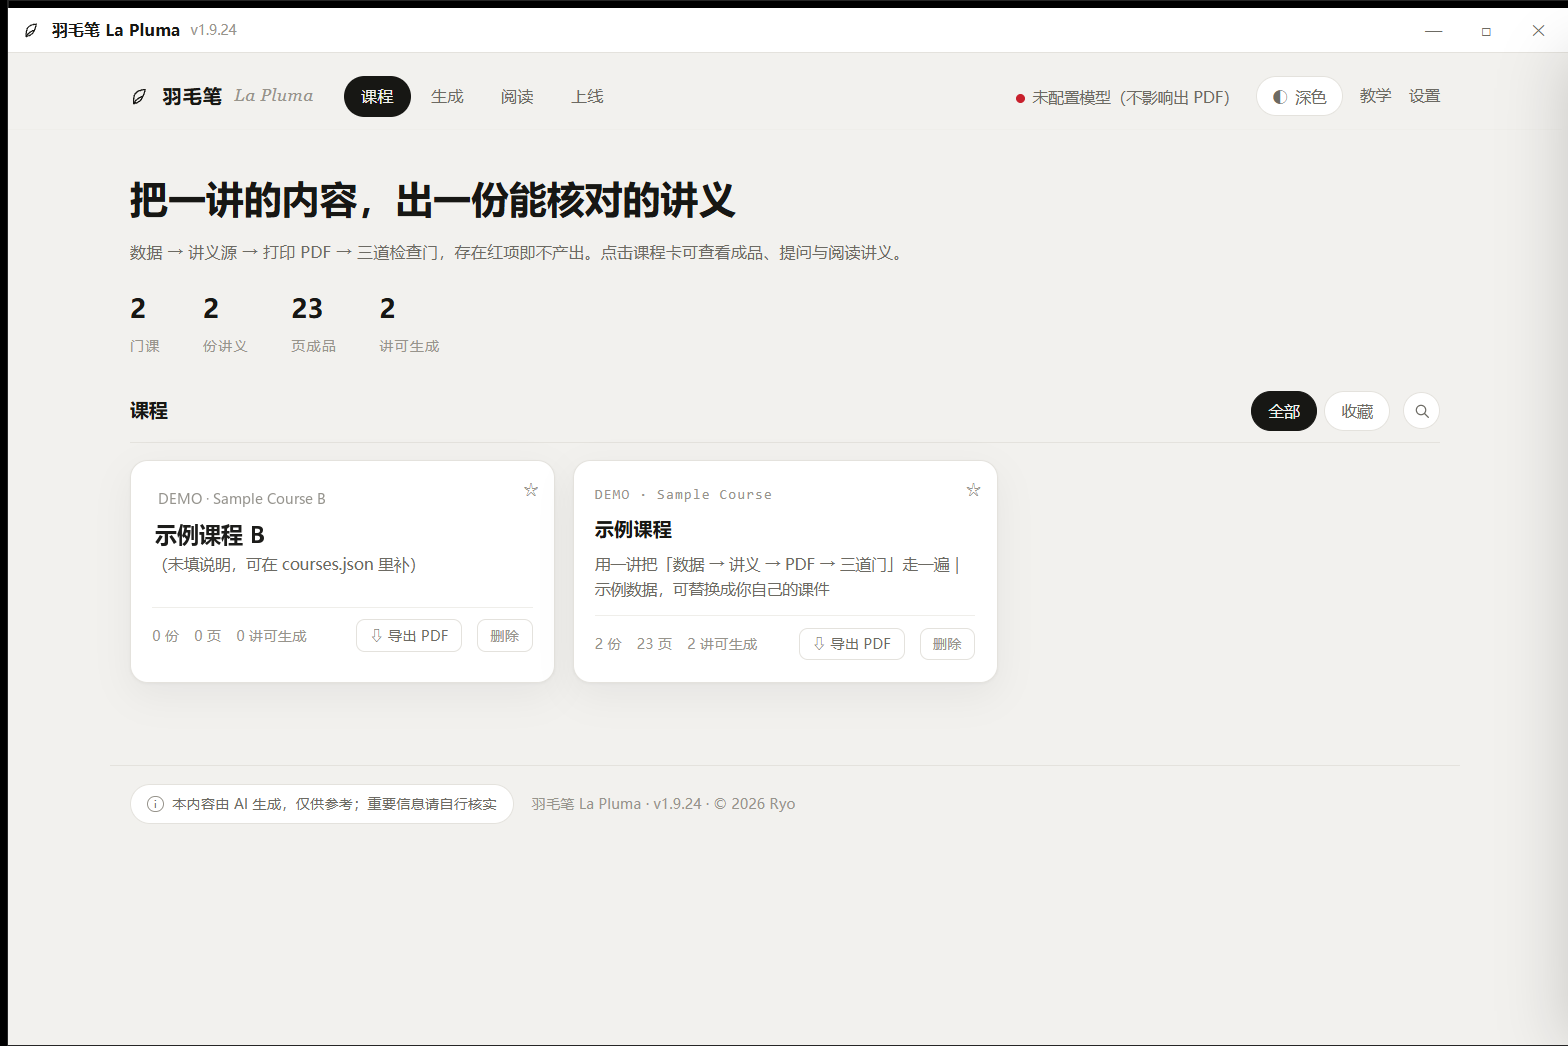 羽毛笔 La Pluma v1.9.24
羽毛笔 La Pluma 课程 生成 阅读 上线 未配置模型（不影响出 PDF） 深色 教学 设置
把一讲的内容，出一份能核对的讲义
数据 → 讲义源 → 打印 PDF → 三道检查门，存在红项即不产出。点击课程卡可查看成品、提问与阅读讲义。
2 2 23 2
门课 份讲义 页成品 讲可生成
课程 全部 收藏
DEMO · Sample Course B
示例课程 B
（未填说明，可在 courses.json 里补）
0 份 0 页 0 讲可生成 导出 PDF 删除
DEMO · Sample Course
示例课程
用一讲把「数据 → 讲义 → PDF → 三道门」走一遍 |
示例数据，可替换成你自己的课件
2 份 23 页 2 讲可生成 导出 PDF 删除
本内容由 AI 生成，仅供参考；重要信息请自行核实 羽毛笔 La Pluma · v1.9.24 · © 2026 Ryo